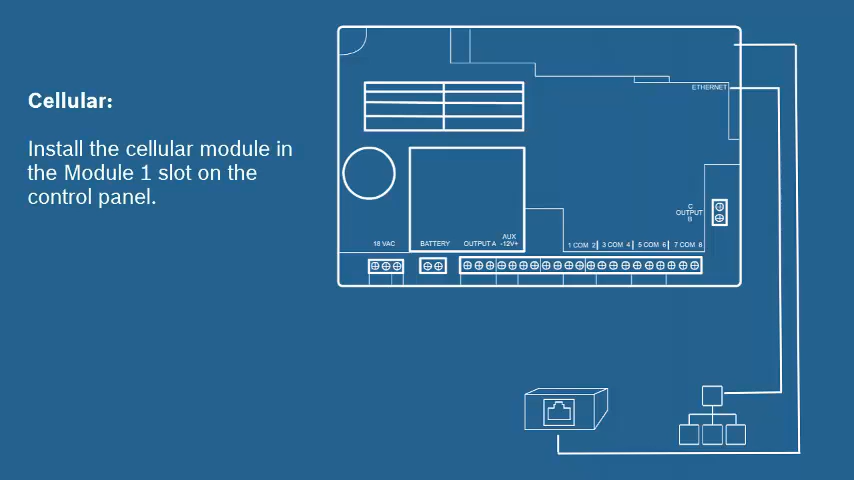 Cellular:
Install the cellular module in
the Module 1 slot on the
control panel.
ETHERNET
C
OUTPUT
B
18 VAC
BATTERY
OUTPUT A
AUX
-12V+
1 COM 2
3 COM 4
5 COM 6
7 COM 8